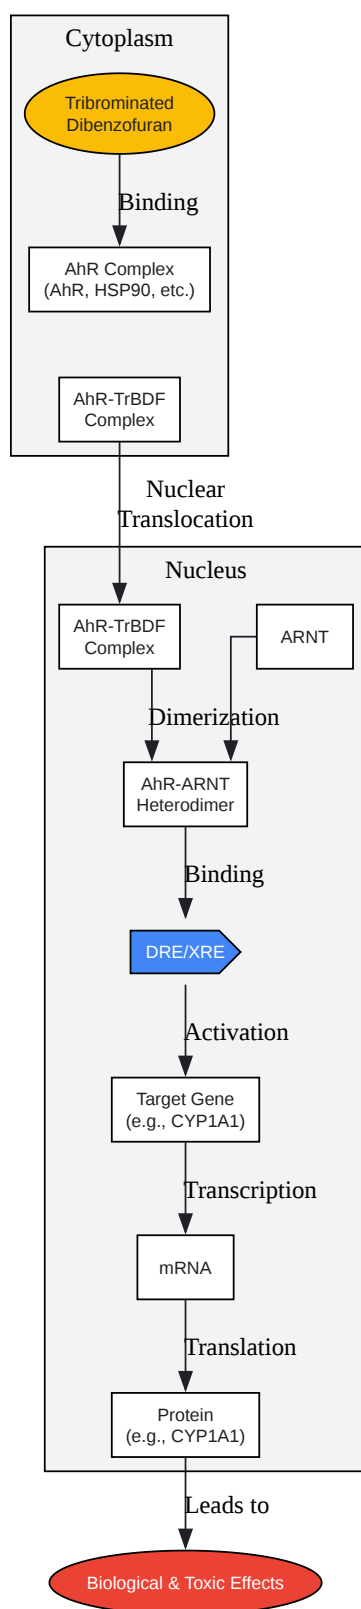 Cytoplasm
Tribrominated
Dibenzofuran
Binding
AhR Complex
(AhR, HSP90, etc.)
AhR-TrBDF
Complex
Nuclear
Translocation
Nucleus
AhR-TrBDF
Complex
ARNT
Dimerization
AhR-ARNT
Heterodimer
Binding
DRE/XRE
Activation
Target Gene
(e.g., CYP1A1)
Transcription
mRNA
Translation
Protein
(e.g., CYP1A1)
Leads to
Biological & Toxic Effects